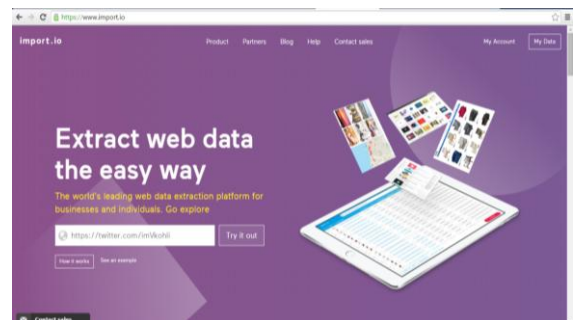 https://www.import.io
import.io
Product Partners Blog Help Contact sales
My Account My Data
Extract web data
the easy way
The world's leading web data extraction platform for
businesses and individuals. Go explore
https://twitter.com/imVkohli
Try it out
How it works See an example
Contact sales